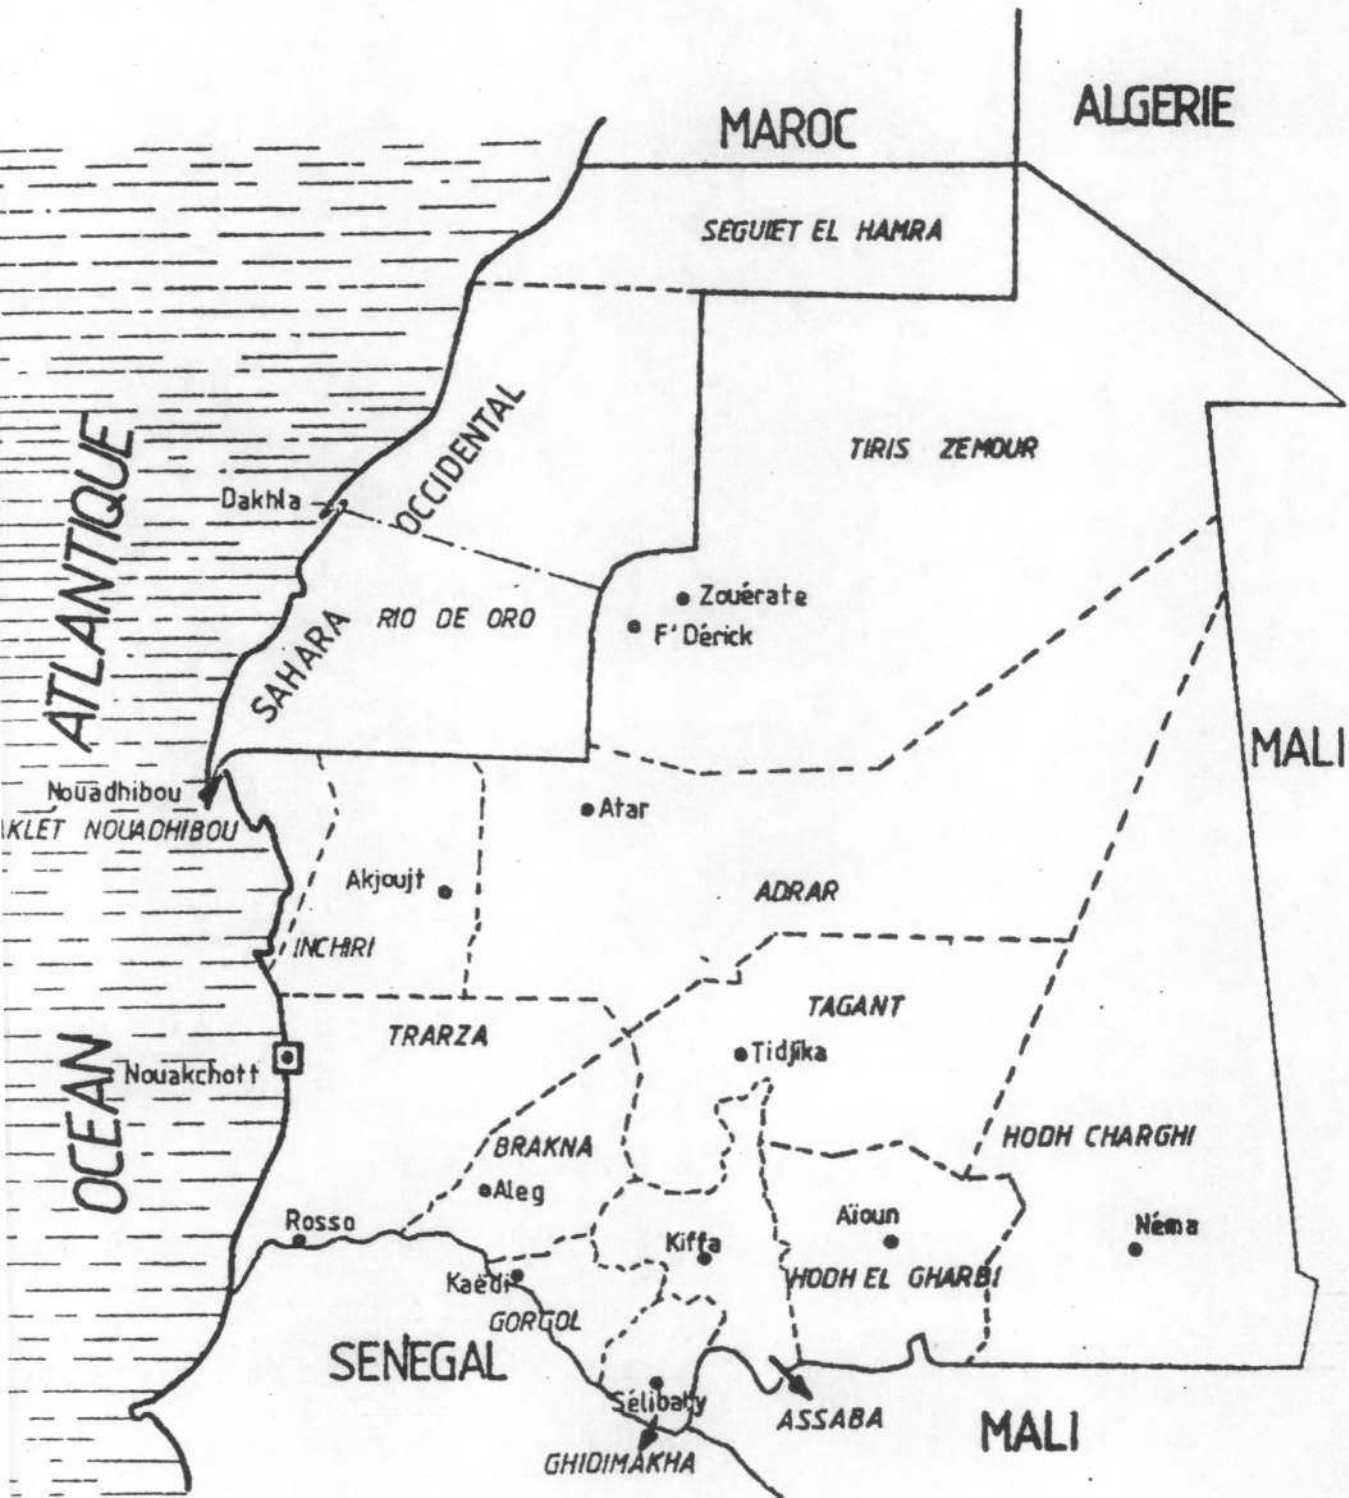 MAROC
ALGERIE
SEGUIET EL HAMRA
OCCIDENTAL
TIRIS ZEMOUR
ATLANTIQUE
Dakhla
Zouérate
RIO DE ORO
F'Dérick
SAHARA
MALI
Nouadhibou
Atar
AKLÉT NOUADHIBOU
Akjoujt
ADRAR
INCHIRI
TAGANT
TRARZA
Tidjika
Nouakchott
OCEAN
HODH CHARGHI
BRAKNA
Aleg
Rosso
Aïoun
Néma
Kiffa
Kaédi
HODH EL GHARBI
GORGOL
SENEGAL
Sélibaby
ASSABA
MALI
GHIDIMAKHA